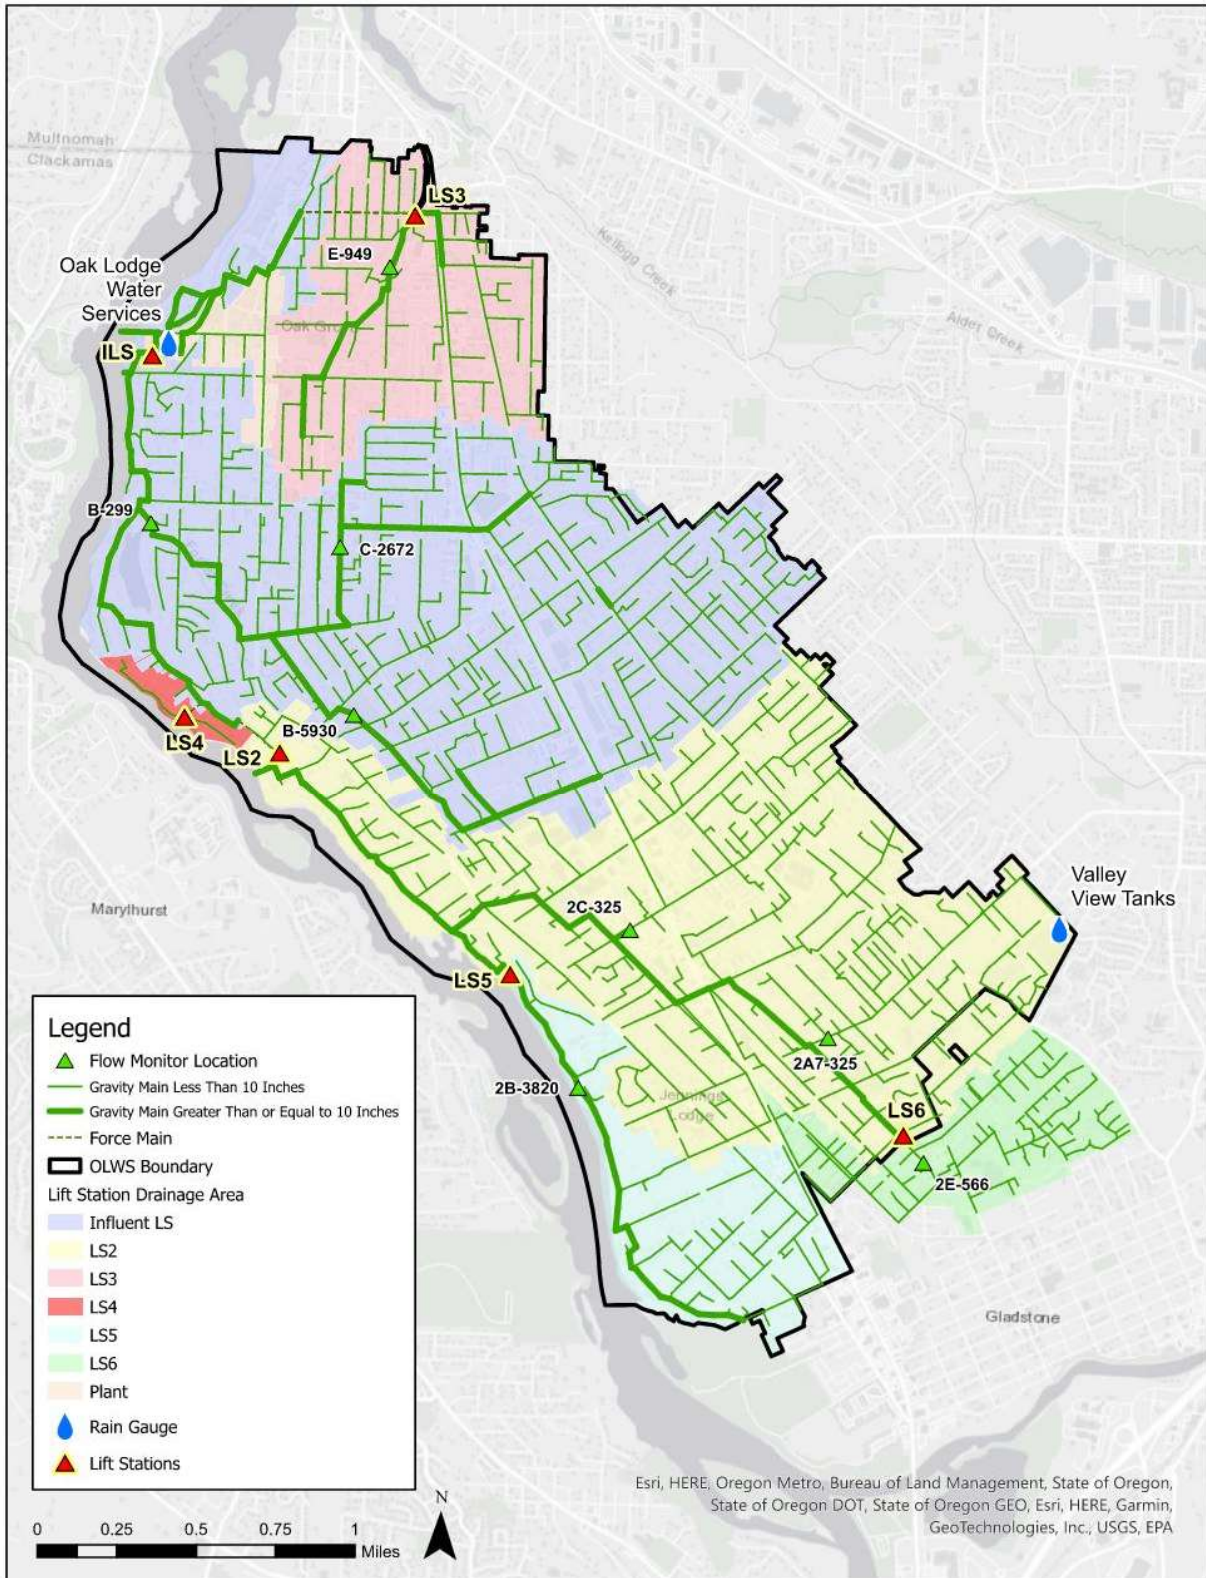 Multnomah
Clackamas
LS3
Kellogg Creek
E-949
Oak Lodge
Water
Services
Alder Creek
ILS
B-299
C-2672
B-5930
LS4
LS2
Valley
View Tanks
Marylhurst
2C-325
LS5
2A7-325
2B-3820
Jennings
Lodge
LS6
2E-566
Gladstone
Legend
Flow Monitor Location
Gravity Main Less Than 10 Inches
Gravity Main Greater Than or Equal to 10 Inches
Force Main
OLWS Boundary
Lift Station Drainage Area
Influent LS
LS2
LS3
LS4
LS5
LS6
Plant
Rain Gauge
Lift Stations
Esri, HERE, Oregon Metro, Bureau of Land Management, State of Oregon,
State of Oregon DOT, State of Oregon GEO, Esri, HERE, Garmin,
GeoTechnologies, Inc., USGS, EPA
N
0 0.25 0.5 0.75 1
Miles